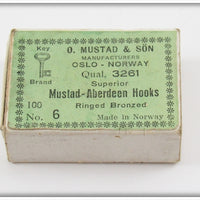 Key
Brand
O. MUSTAD & SÖN
MANUFACTURERS
OSLO - NORWAY
Qual. 3261
Superior
Mustad-Aberdeen Hooks
Ringed Bronzed
100
No. 6
Made in Norway